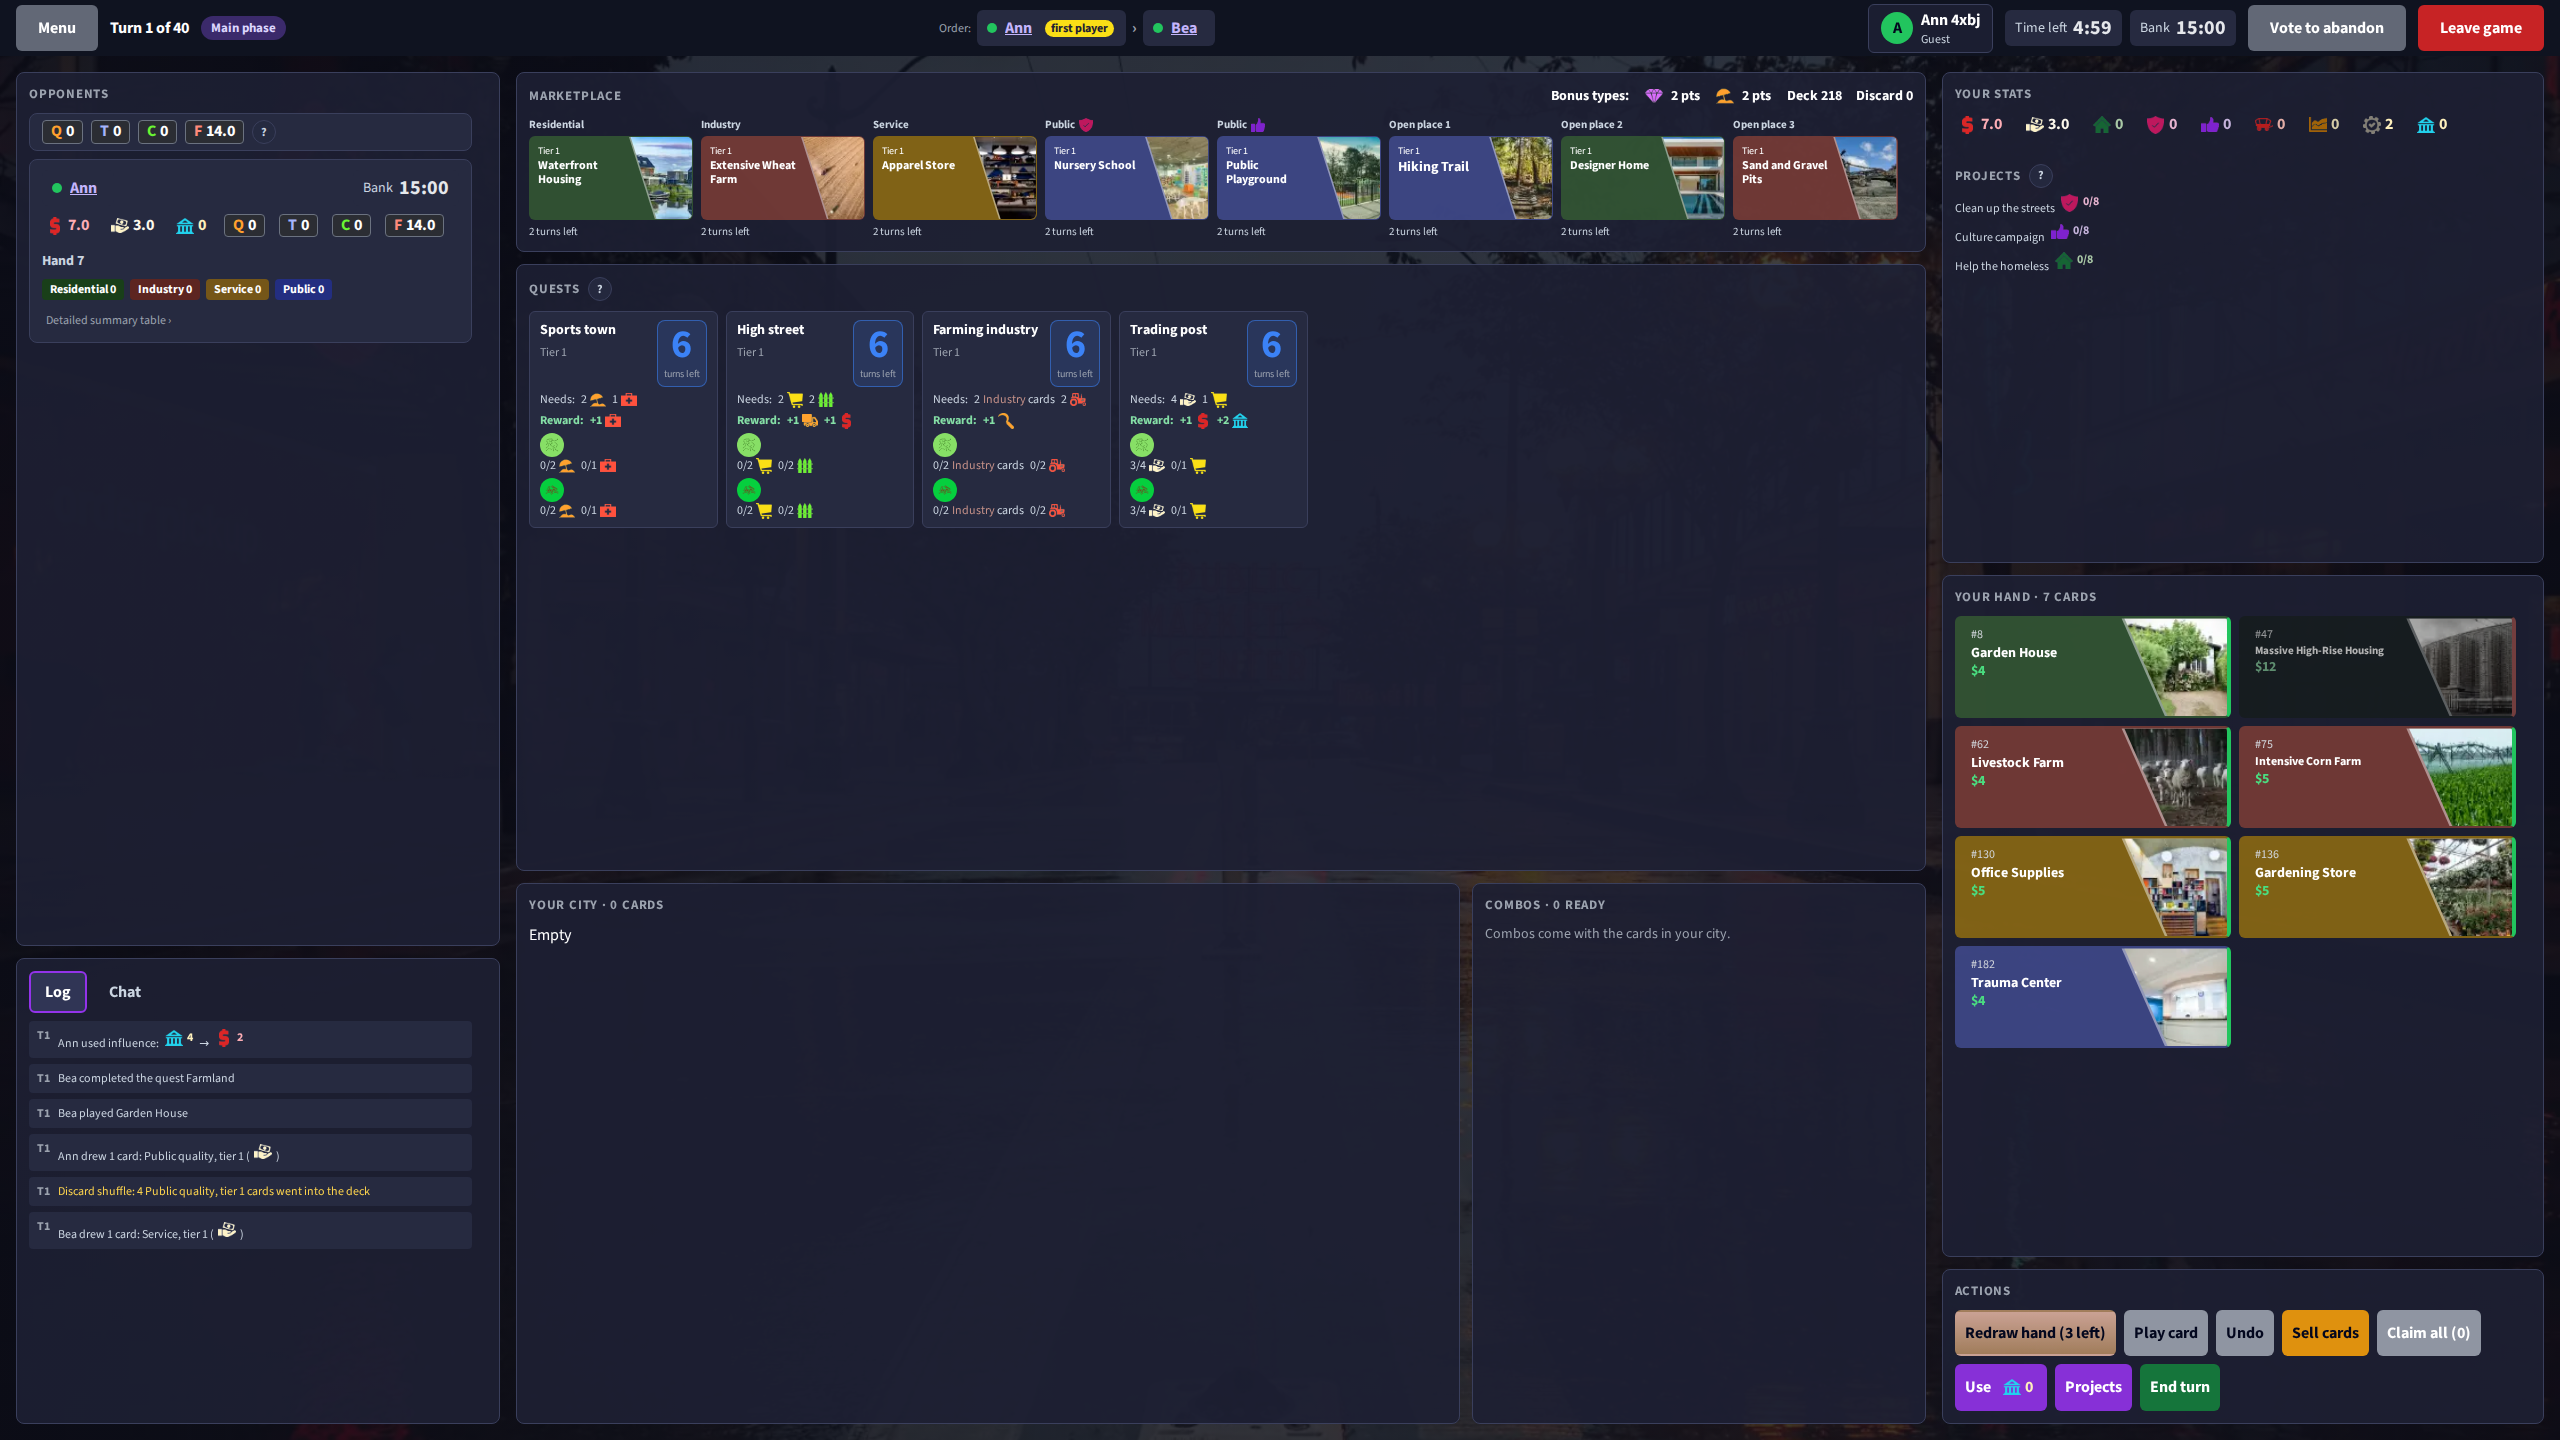 Menu
Turn 1 of 40
Main phase
Order:
Ann
first player
›
Bea
A
Ann 4xbj
Guest
Time left 4:59
Bank 15:00
Vote to abandon
Leave game
OPPONENTS
Q 0
T 0
C 0
F 14.0
?
Ann
Bank 15:00
7.0
3.0
0
Q 0
T 0
C 0
F 14.0
Hand 7
Residential 0
Industry 0
Service 0
Public 0
Detailed summary table ›
Log
Chat
T1 Ann used influence: 4 → 2
T1 Bea completed the quest Farmland
T1 Bea played Garden House
T1 Ann drew 1 card: Public quality, tier 1 ( )
T1 Discard shuffle: 4 Public quality, tier 1 cards went into the deck
T1 Bea drew 1 card: Service, tier 1 ( )
MARKETPLACE
Bonus types: 2 pts 2 pts Deck 218 Discard 0
Residential
Tier 1
Waterfront
Housing
2 turns left
Industry
Tier 1
Extensive Wheat
Farm
2 turns left
Service
Tier 1
Apparel Store
2 turns left
Public
Tier 1
Nursery School
2 turns left
Public
Tier 1
Public
Playground
2 turns left
Open place 1
Tier 1
Hiking Trail
2 turns left
Open place 2
Tier 1
Designer Home
2 turns left
Open place 3
Tier 1
Sand and Gravel
Pits
2 turns left
QUESTS ?
Sports town
Tier 1
6
turns left
Needs: 2 1
Reward: +1
0/2 0/1
0/2 0/1
High street
Tier 1
6
turns left
Needs: 2 2
Reward: +1 +1
0/2 0/2
0/2 0/2
Farming industry
Tier 1
6
turns left
Needs: 2 Industry cards 2
Reward: +1
0/2 Industry cards 0/2
0/2 Industry cards 0/2
Trading post
Tier 1
6
turns left
Needs: 4 1
Reward: +1 +2
3/4 0/1
3/4 0/1
YOUR CITY · 0 CARDS
Empty
COMBOS · 0 READY
Combos come with the cards in your city.
YOUR STATS
7.0 3.0 0 0 0 0 0 2 0
PROJECTS ?
Clean up the streets 0/8
Culture campaign 0/8
Help the homeless 0/8
YOUR HAND · 7 CARDS
#8
Garden House
$4
#47
Massive High-Rise Housing
$12
#62
Livestock Farm
$4
#75
Intensive Corn Farm
$5
#130
Office Supplies
$5
#136
Gardening Store
$5
#182
Trauma Center
$4
ACTIONS
Redraw hand (3 left)
Play card
Undo
Sell cards
Claim all (0)
Use 0
Projects
End turn